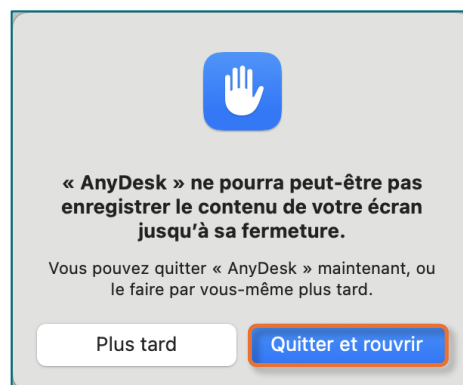 « AnyDesk » ne pourra peut-être pas
enregistrer le contenu de votre écran
jusqu’à sa fermeture.
Vous pouvez quitter « AnyDesk » maintenant, ou
le faire par vous-même plus tard.
Plus tard
Quitter et rouvrir